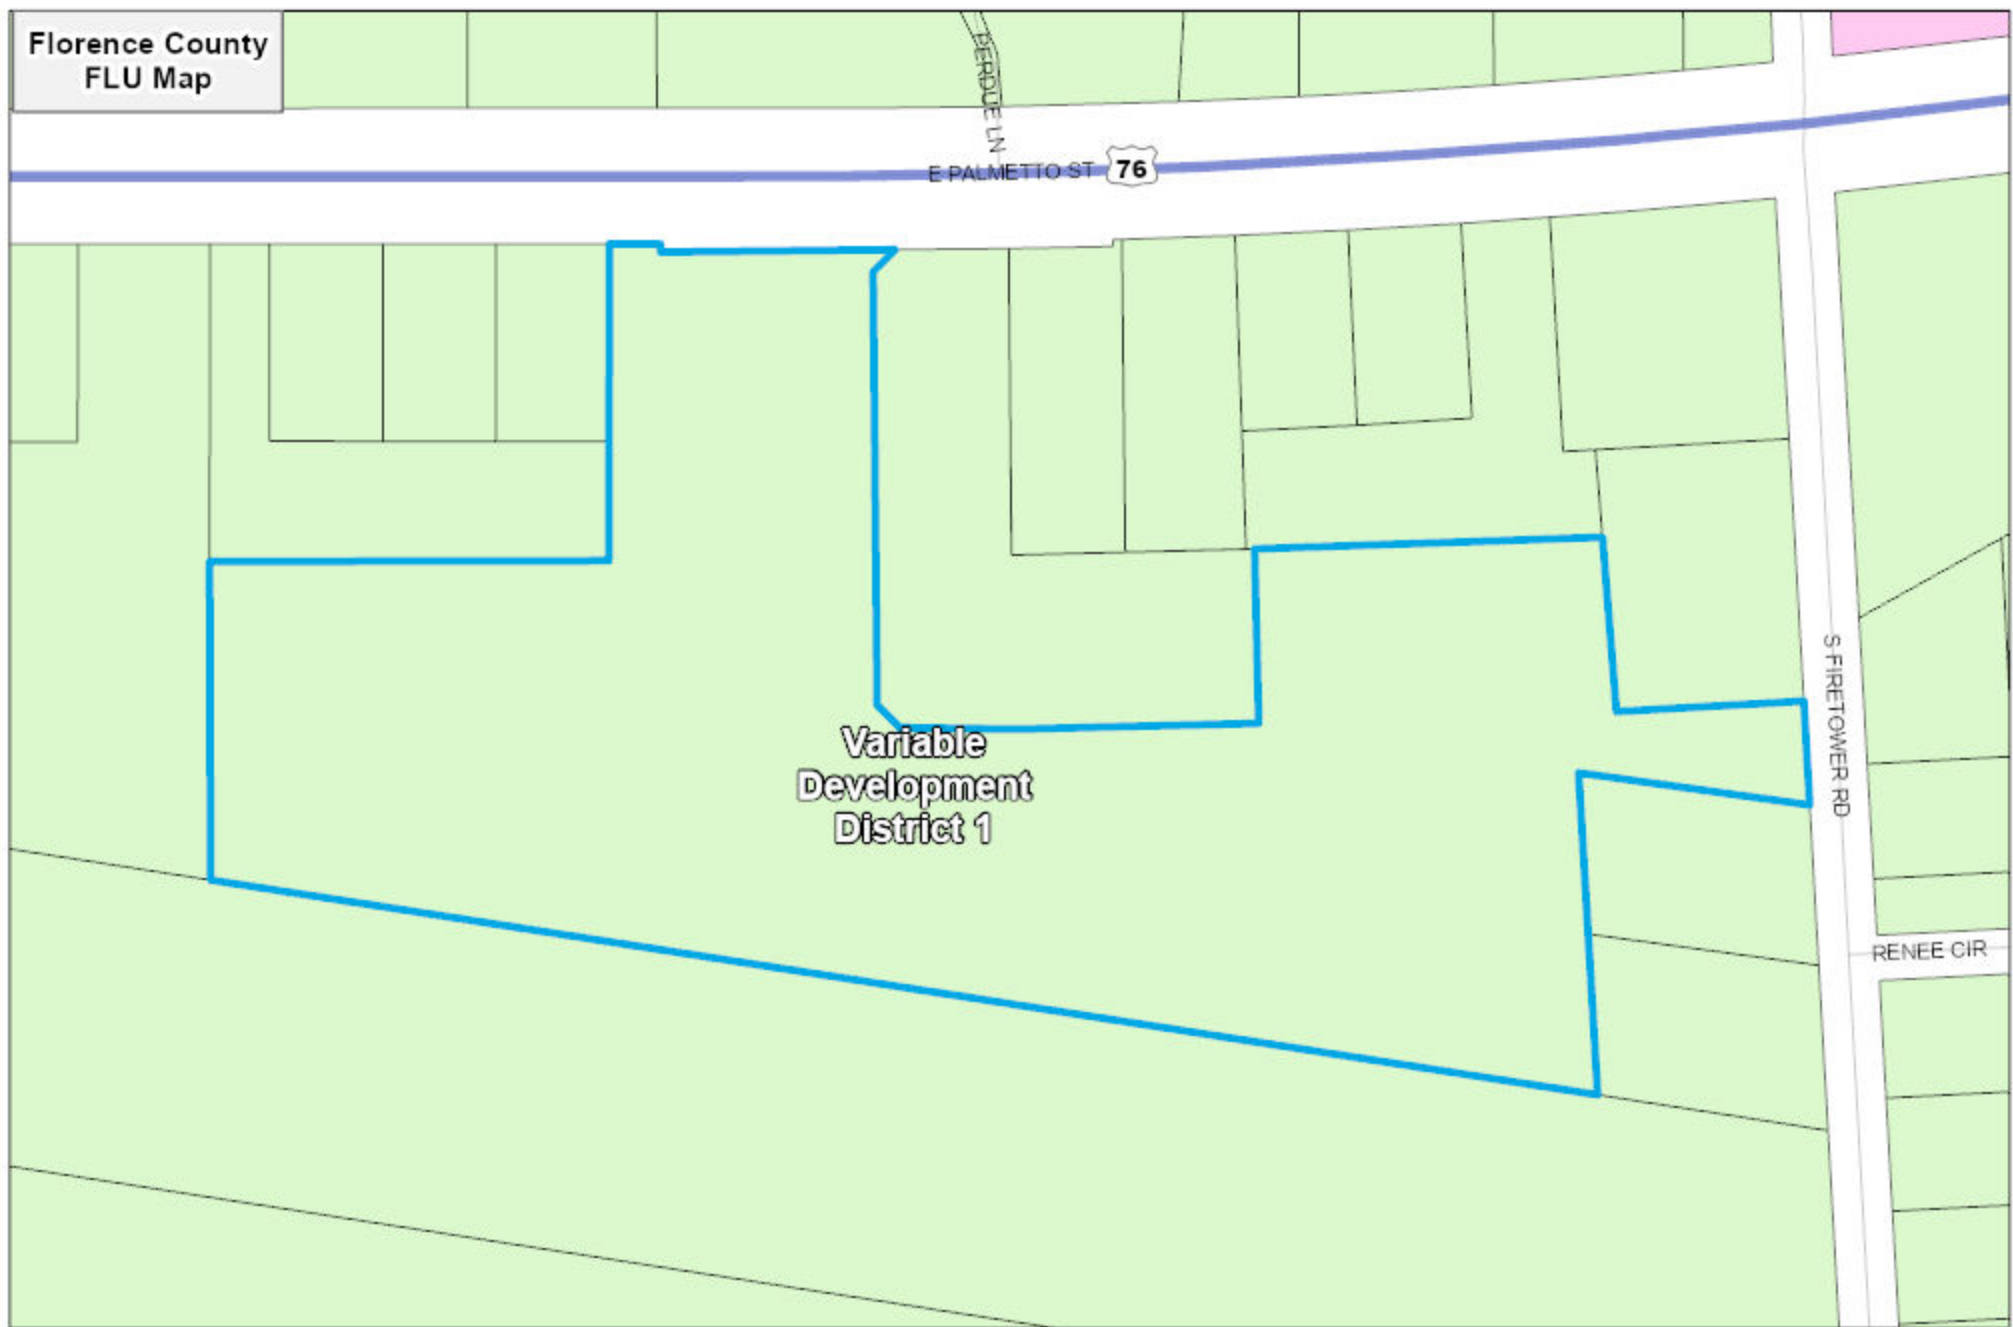 Florence County
FLU Map
PERDUE LN
E PALMETTO ST
76
S FIRETOWER RD
Variable
Development
District 1
RENEE CIR